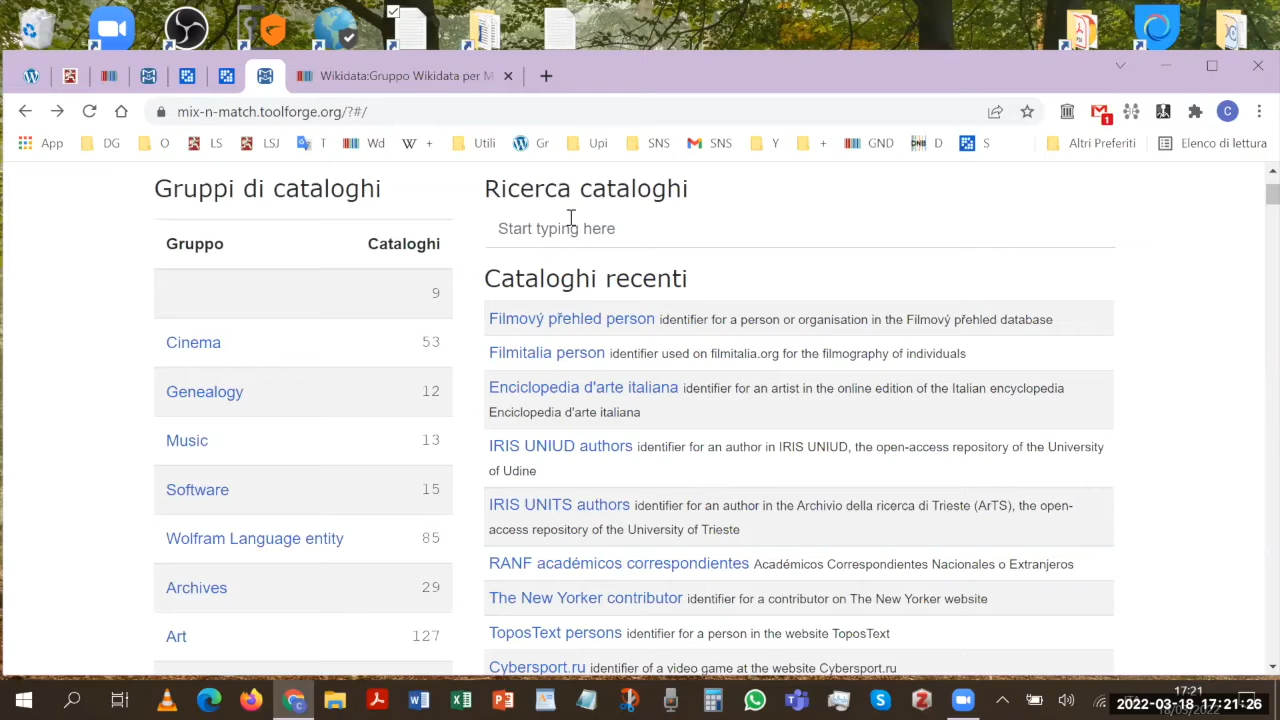 Wikidata:Gruppo Wikidata per M
mix-n-match.toolforge.org/?#/
1
C
App
DG
O
LS
LSJ
T
Wd
+
Utili
Gr
Upi
SNS
SNS
Y
+
GND
D
S
Altri Preferiti
Elenco di lettura
Gruppi di cataloghi
Gruppo Cataloghi
9
Cinema 53
Genealogy 12
Music 13
Software 15
Wolfram Language entity 85
Archives 29
Art 127
Ricerca cataloghi
Start typing here
Cataloghi recenti
Filmový přehled person identifier for a person or organisation in the Filmový přehled database
Filmitalia person identifier used on filmitalia.org for the filmography of individuals
Enciclopedia d'arte italiana identifier for an artist in the online edition of the Italian encyclopedia
Enciclopedia d'arte italiana
IRIS UNIUD authors identifier for an author in IRIS UNIUD, the open-access repository of the University
of Udine
IRIS UNITS authors identifier for an author in the Archivio della ricerca di Trieste (ArTS), the open-
access repository of the University of Trieste
RANF académicos correspondientes Académicos Correspondientes Nacionales o Extranjeros
The New Yorker contributor identifier for a contributor on The New Yorker website
ToposText persons identifier for a person in the website ToposText
Cybersport.ru identifier of a video game at the website Cybersport.ru
17:21
2022-03-18 17:21:26